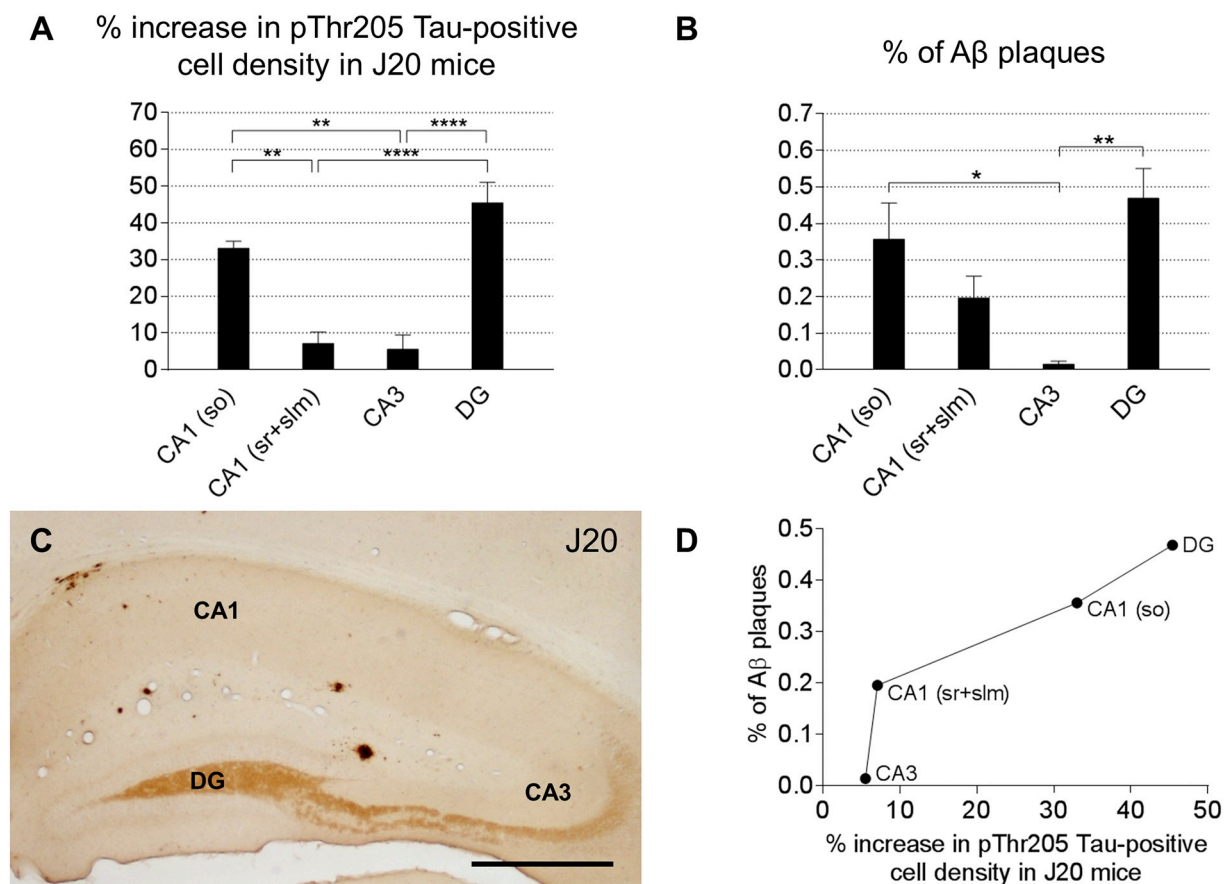 A
% increase in pThr205 Tau-positive
cell density in J20 mice
70
60
50
40
30
20
10
0
**
****
**
****
CA1 (so)
CA1 (sr+slm)
CA3
DG
B
% of Aβ plaques
0.7
0.6
0.5
0.4
0.3
0.2
0.1
0.0
**
*
CA1 (so)
CA1 (sr+slm)
CA3
DG
C
J20
CA1
DG
CA3
D
% of Aβ plaques
0.5
0.4
0.3
0.2
0.1
0.0
DG
CA1 (so)
CA1 (sr+slm)
CA3
0 10 20 30 40 50
% increase in pThr205 Tau-positive
cell density in J20 mice